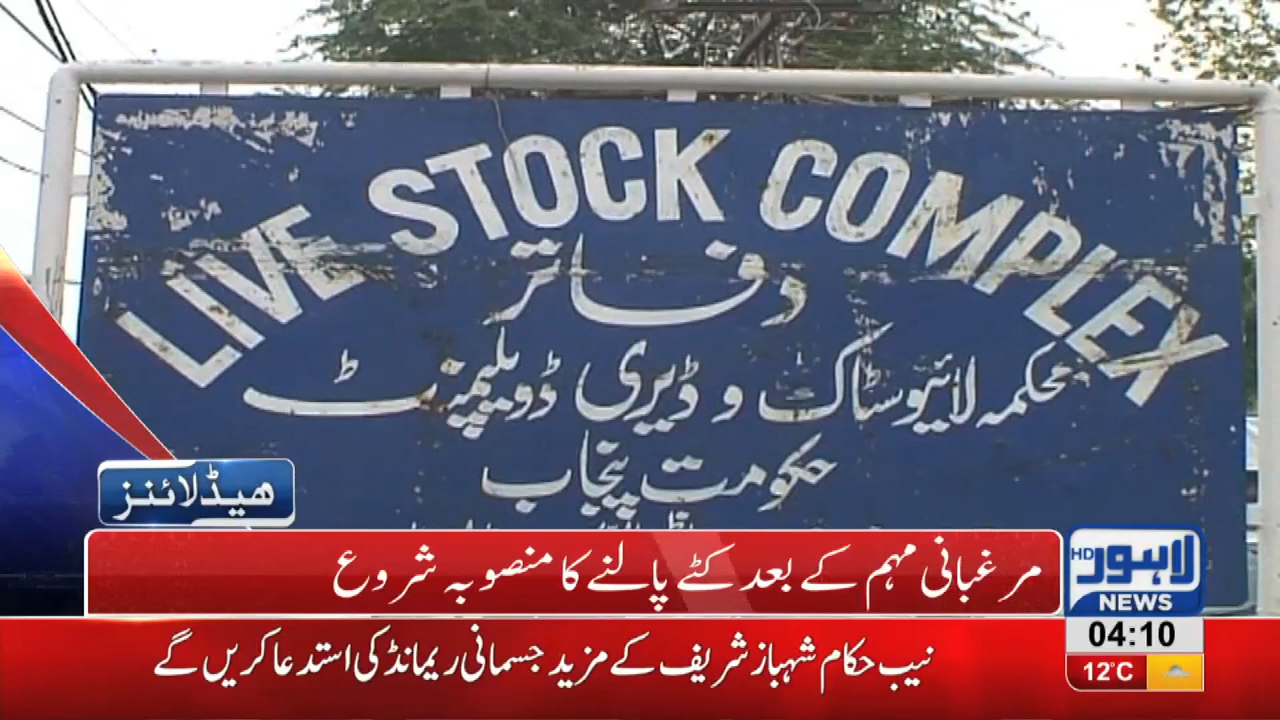 LIVE STOCK COMPLEX
دفاتر
محکمہ لائیوسٹاک و ڈیری ڈویلپمنٹ
حکومت پنجاب
ہیڈلائنز
مرغبانی مہم کے بعد کٹے پالنے کا منصوبہ شروع
لاہور HD
NEWS
04:10
12°C
نیب حکام شہباز شریف کے مزید جسمانی ریمانڈ کی استدعا کریں گے